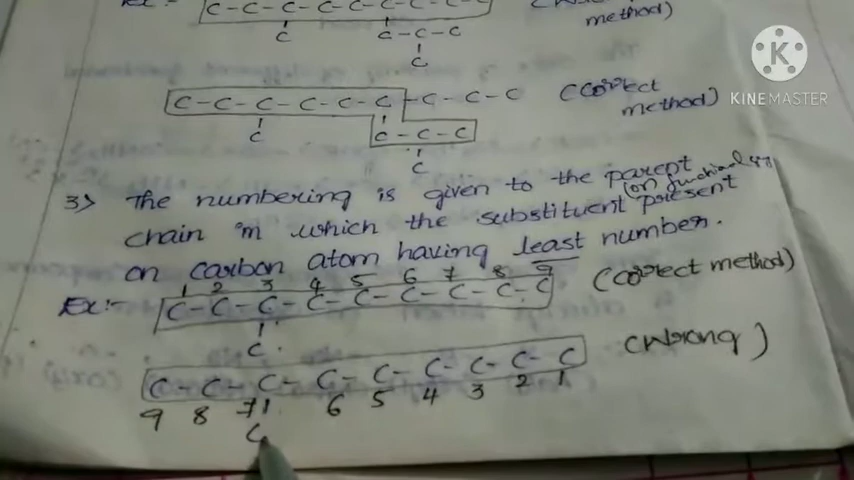 C-C-C-C-C-C-C-C-C
method)
C C-C-C
C
C-C-C-C-C-C-C-C-C-C (Correct
method)
C C-C-C
C
KINEMASTER
3> The numbering is given to the parent
(or functional
chain in which the substituent present
on carbon atom having least number.
1 2 3 4 5 6 7 8 9
Ex:- C-C-C-C-C-C-C-C-C (Correct method)
C.
C-C-C-C-C-C-C-C-C (Wrong)
9 8 7 6 5 4 3 2 1
C